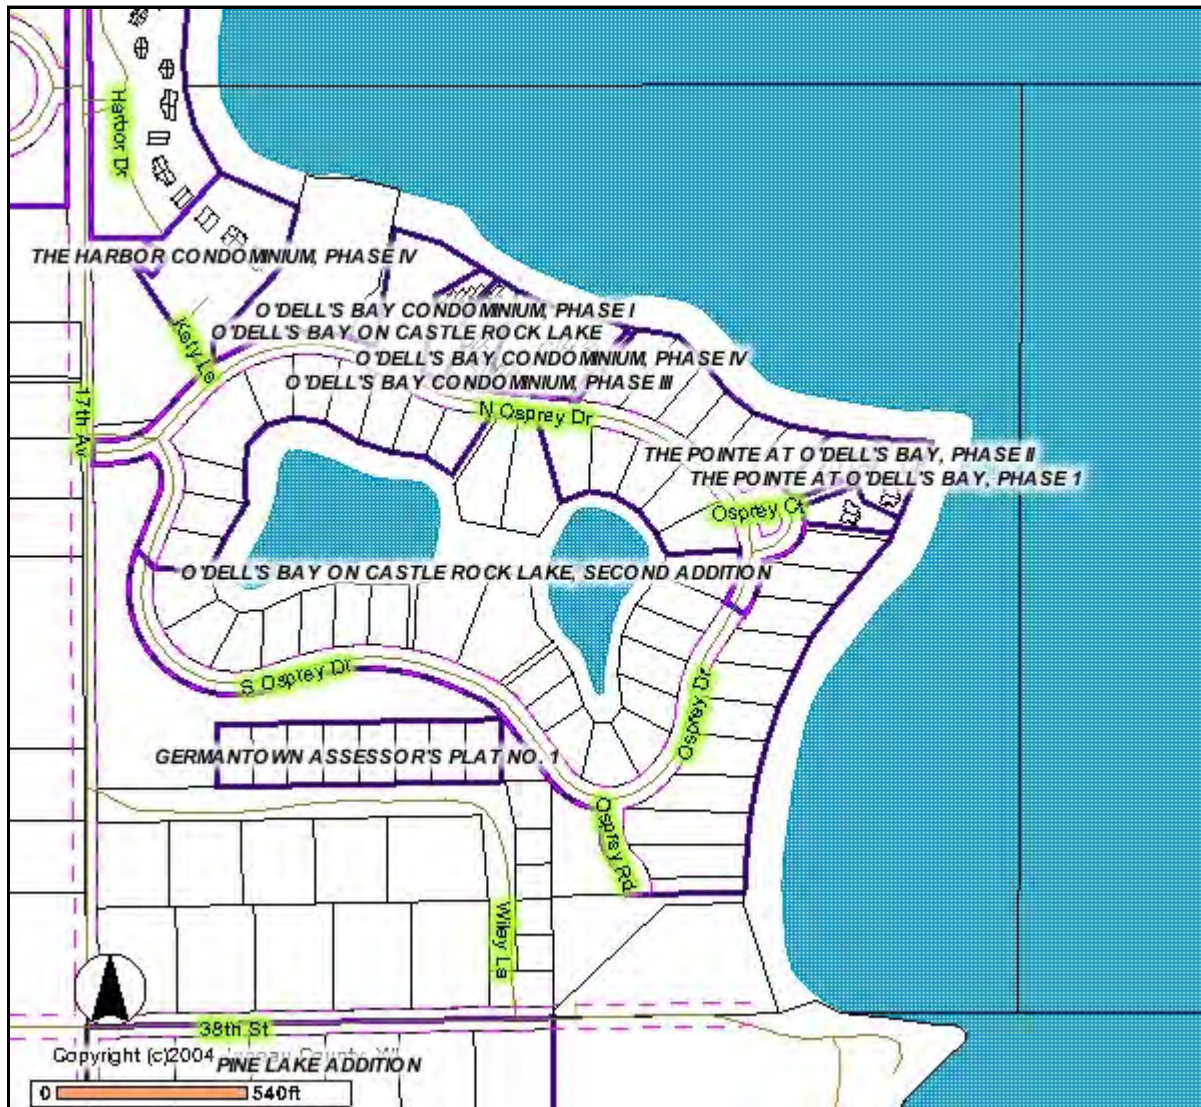 Harbor Dr
THE HARBOR CONDOMINIUM, PHASE IV
O'DELL'S BAY CONDOMINIUM, PHASE I
O'DELL'S BAY ON CASTLE ROCK LAKE
Katy La
O'DELL'S BAY CONDOMINIUM, PHASE IV
O'DELL'S BAY CONDOMINIUM, PHASE III
17th Av
N Osprey Dr
THE POINTE AT O'DELL'S BAY, PHASE II
THE POINTE AT O'DELL'S BAY, PHASE 1
Osprey Ct
O'DELL'S BAY ON CASTLE ROCK LAKE, SECOND ADDITION
S Osprey Dr
Osprey Dr
GERMANTOWN ASSESSOR'S PLAT NO. 1
Osprey Rd
Wiley La
38th St
Copyright (c)2004
PINE LAKE ADDITION
0 540ft